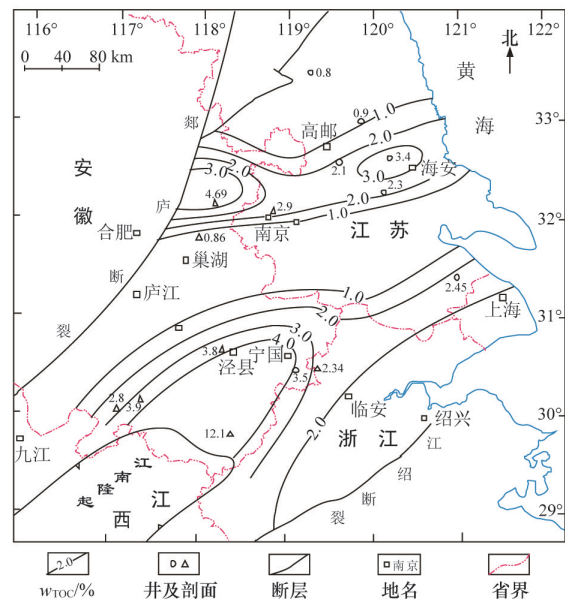 116° 117° 118° 119° 120° 121° 122°
0 40 80 km
北
黄
海
0.8
33°
郯
0.9
1.0
高邮
2.0
2.1
3.4
3.0
海安
安
徽
3.0
2.0
4.69
庐
2.9
2.3
2.0
1.0
32°
合肥
0.86
南京
江 苏
巢湖
断
庐江
裂
2.45
上海
1.0
2.0
31°
3.0
4.0
3.8
泾县
宁国
3.5
2.34
2.8
3.9
临安
30°
绍兴
2.0
浙 江
12.1
九江
江
南
隆
起
江
西
江
绍
断
裂
29°
2.0
南京
wTOC/%
井及剖面
断层
地名
省界